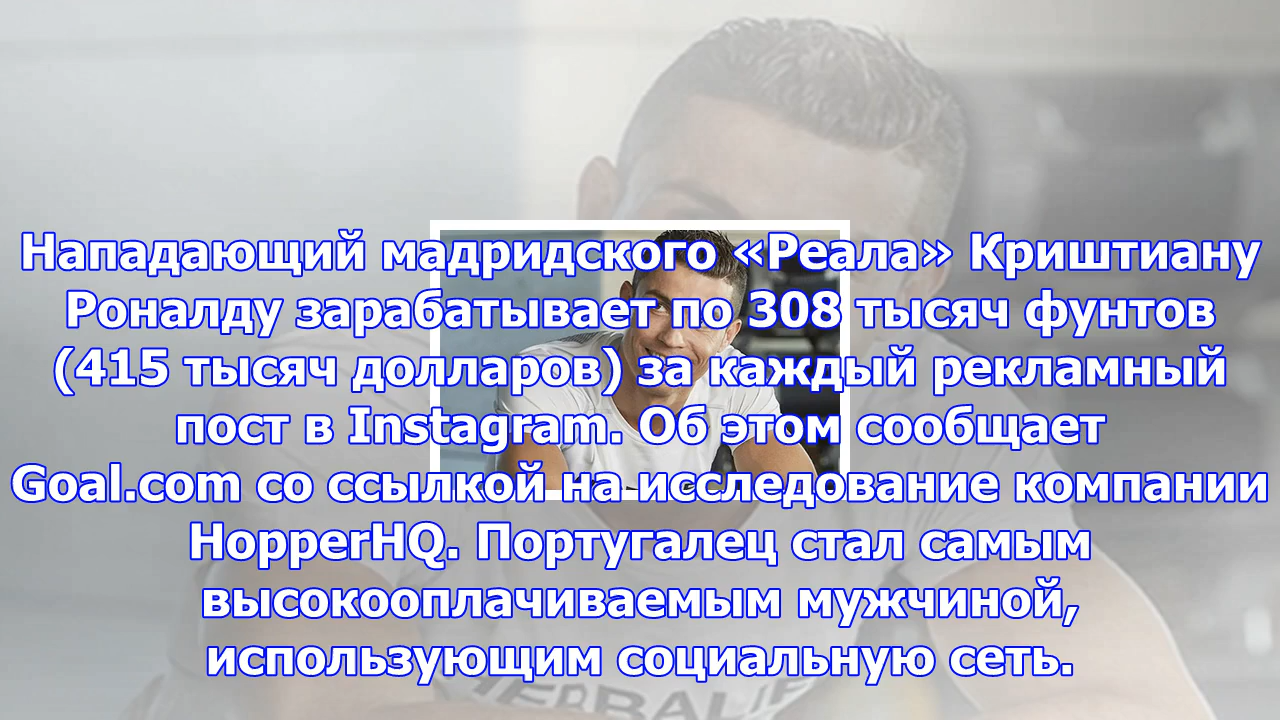 Нападающий мадридского «Реала» Криштиану
Роналду зарабатывает по 308 тысяч фунтов
(415 тысяч долларов) за каждый рекламный
пост в Instagram. Об этом сообщает
Goal.com со ссылкой на исследование компании
HopperHQ. Португалец стал самым
высокооплачиваемым мужчиной,
использующим социальную сеть.